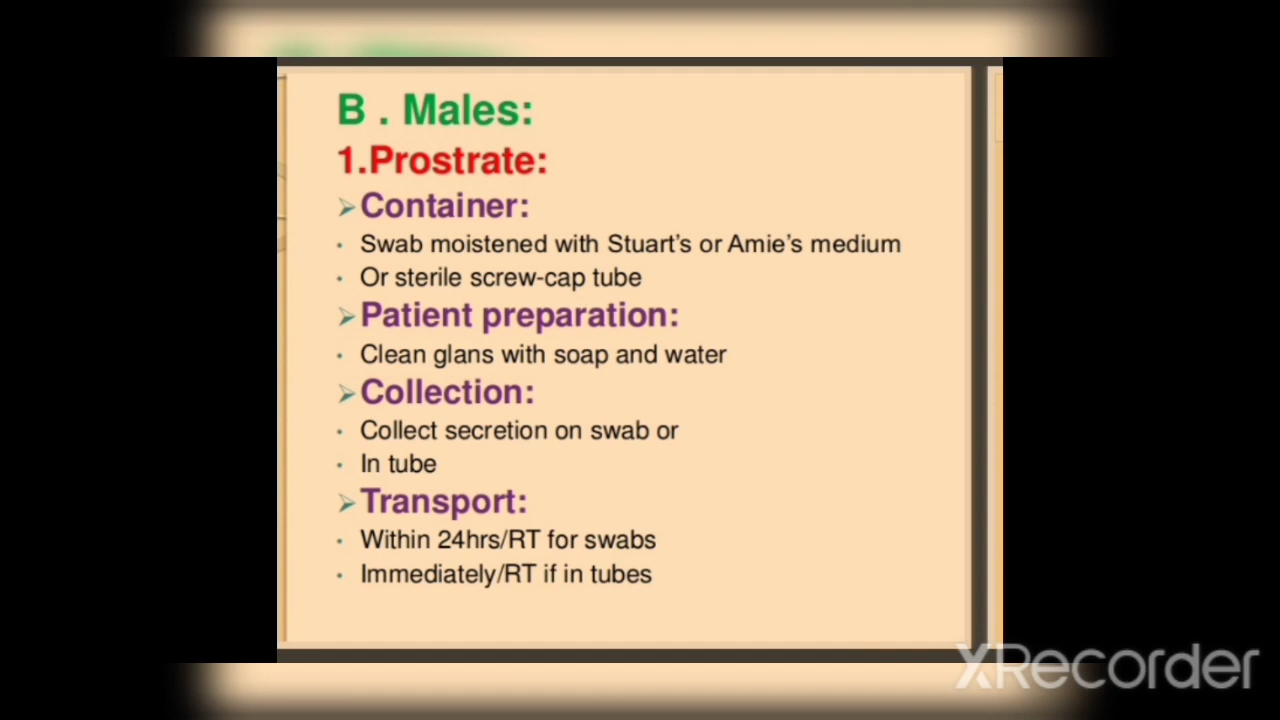 B . Males:
1.Prostrate:
➢Container:
• Swab moistened with Stuart's or Amie's medium
• Or sterile screw-cap tube
➢Patient preparation:
• Clean glans with soap and water
➢Collection:
• Collect secretion on swab or
• In tube
➢Transport:
• Within 24hrs/RT for swabs
• Immediately/RT if in tubes
XRecorder